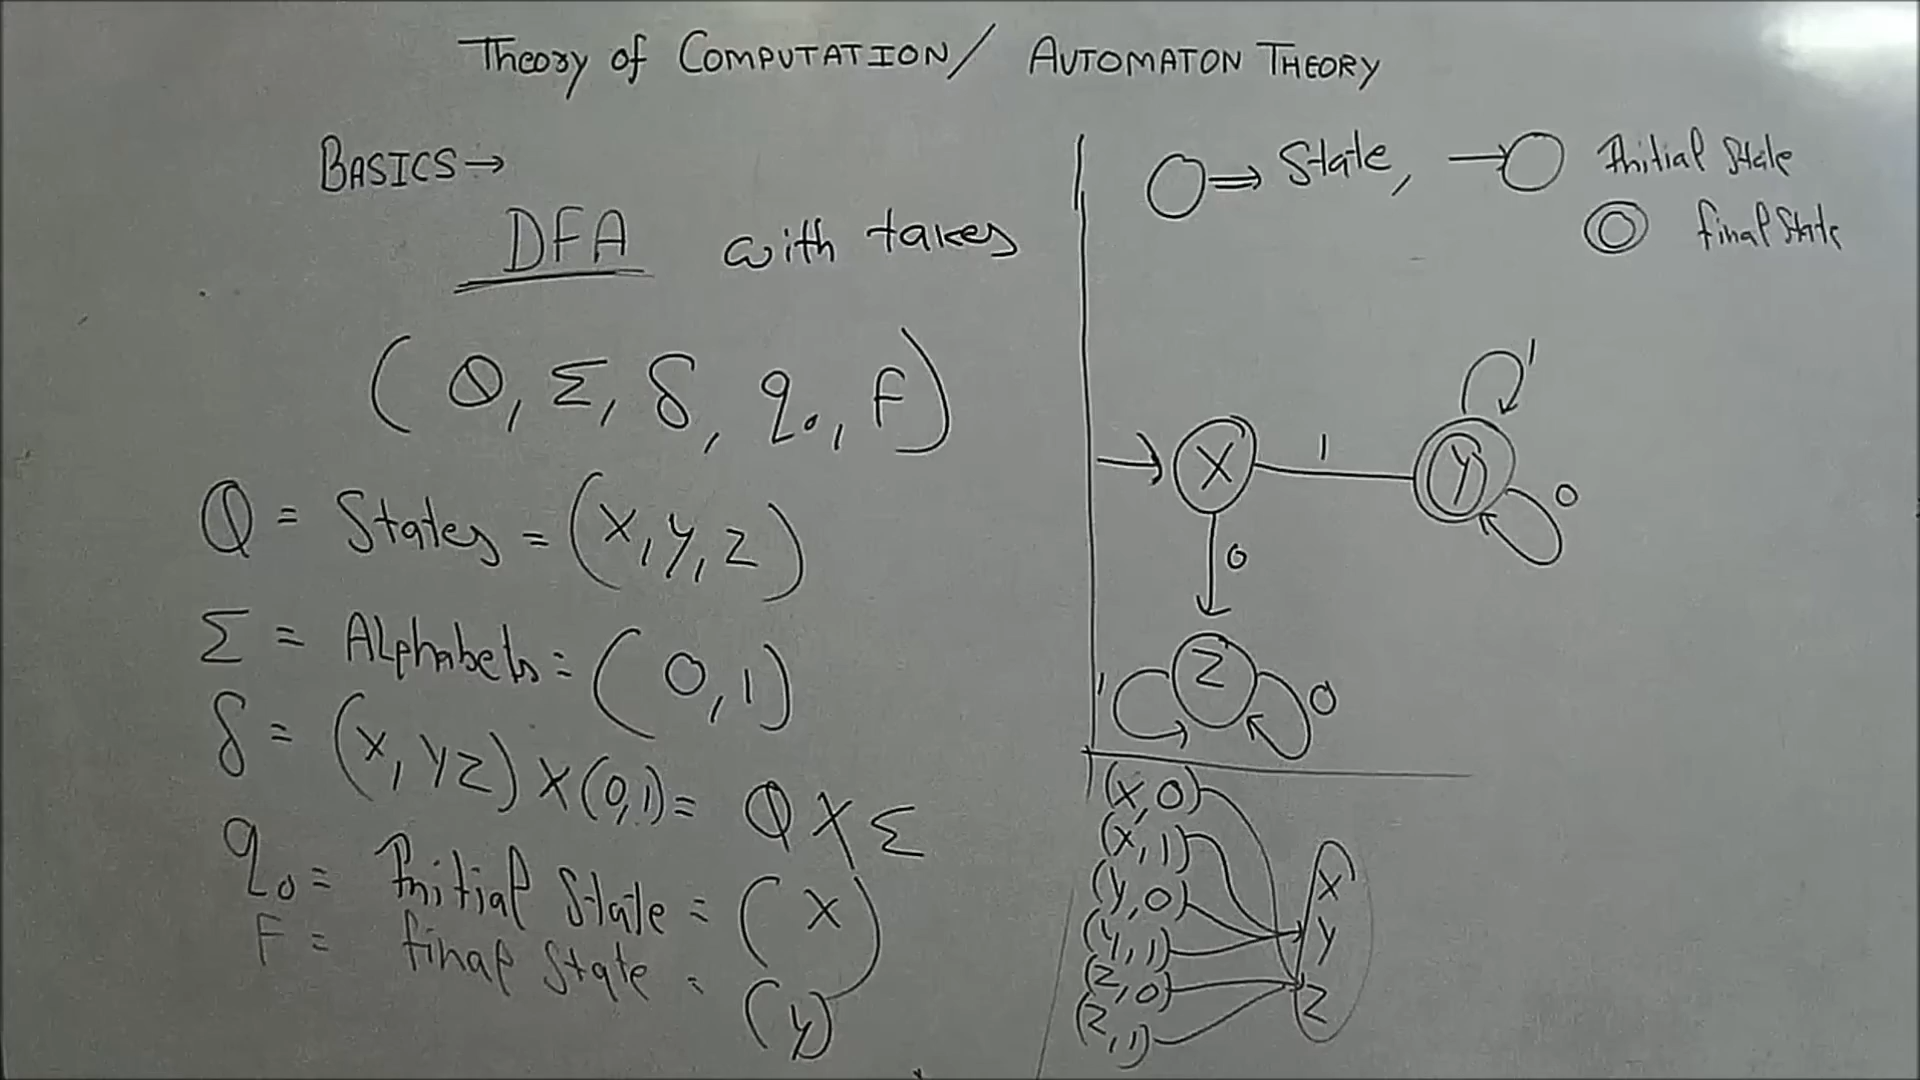 Theory of COMPUTATION / AUTOMATON THEORY
BASICS →
DFA with takes
( Q, Σ, δ, q0, F )
Q = States = (X, Y, Z)
Σ = Alphabets = (0, 1)
δ = (X, Y Z) X (0,1) = Q X Σ
q0 = Initial State = (X)
F = final State = (Y)
⇒ State, → Initial State
final State
1
X 1 Y
0
0
Z
1 0
(X, 0)
(X, 1) X
(Y, 0)
(Y, 1) Y
(Z, 0) Z
(Z, 1)